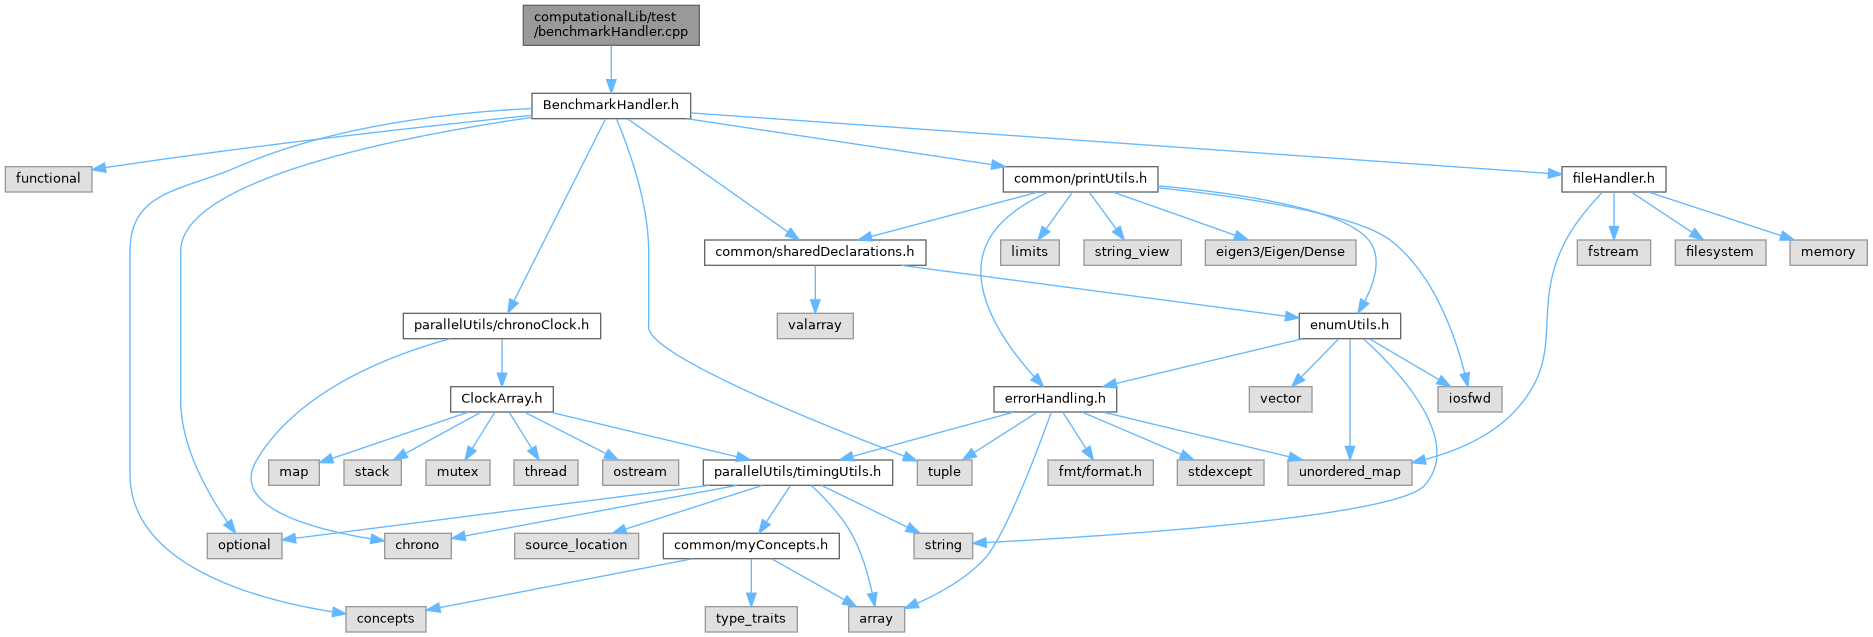 computationalLib/test
/benchmarkHandler.cpp
BenchmarkHandler.h
functional
common/printUtils.h
fileHandler.h
common/sharedDeclarations.h
limits
string_view
eigen3/Eigen/Dense
fstream
filesystem
memory
parallelUtils/chronoClock.h
valarray
enumUtils.h
ClockArray.h
errorHandling.h
vector
iosfwd
map
stack
mutex
thread
ostream
parallelUtils/timingUtils.h
tuple
fmt/format.h
stdexcept
unordered_map
optional
chrono
source_location
common/myConcepts.h
string
concepts
type_traits
array